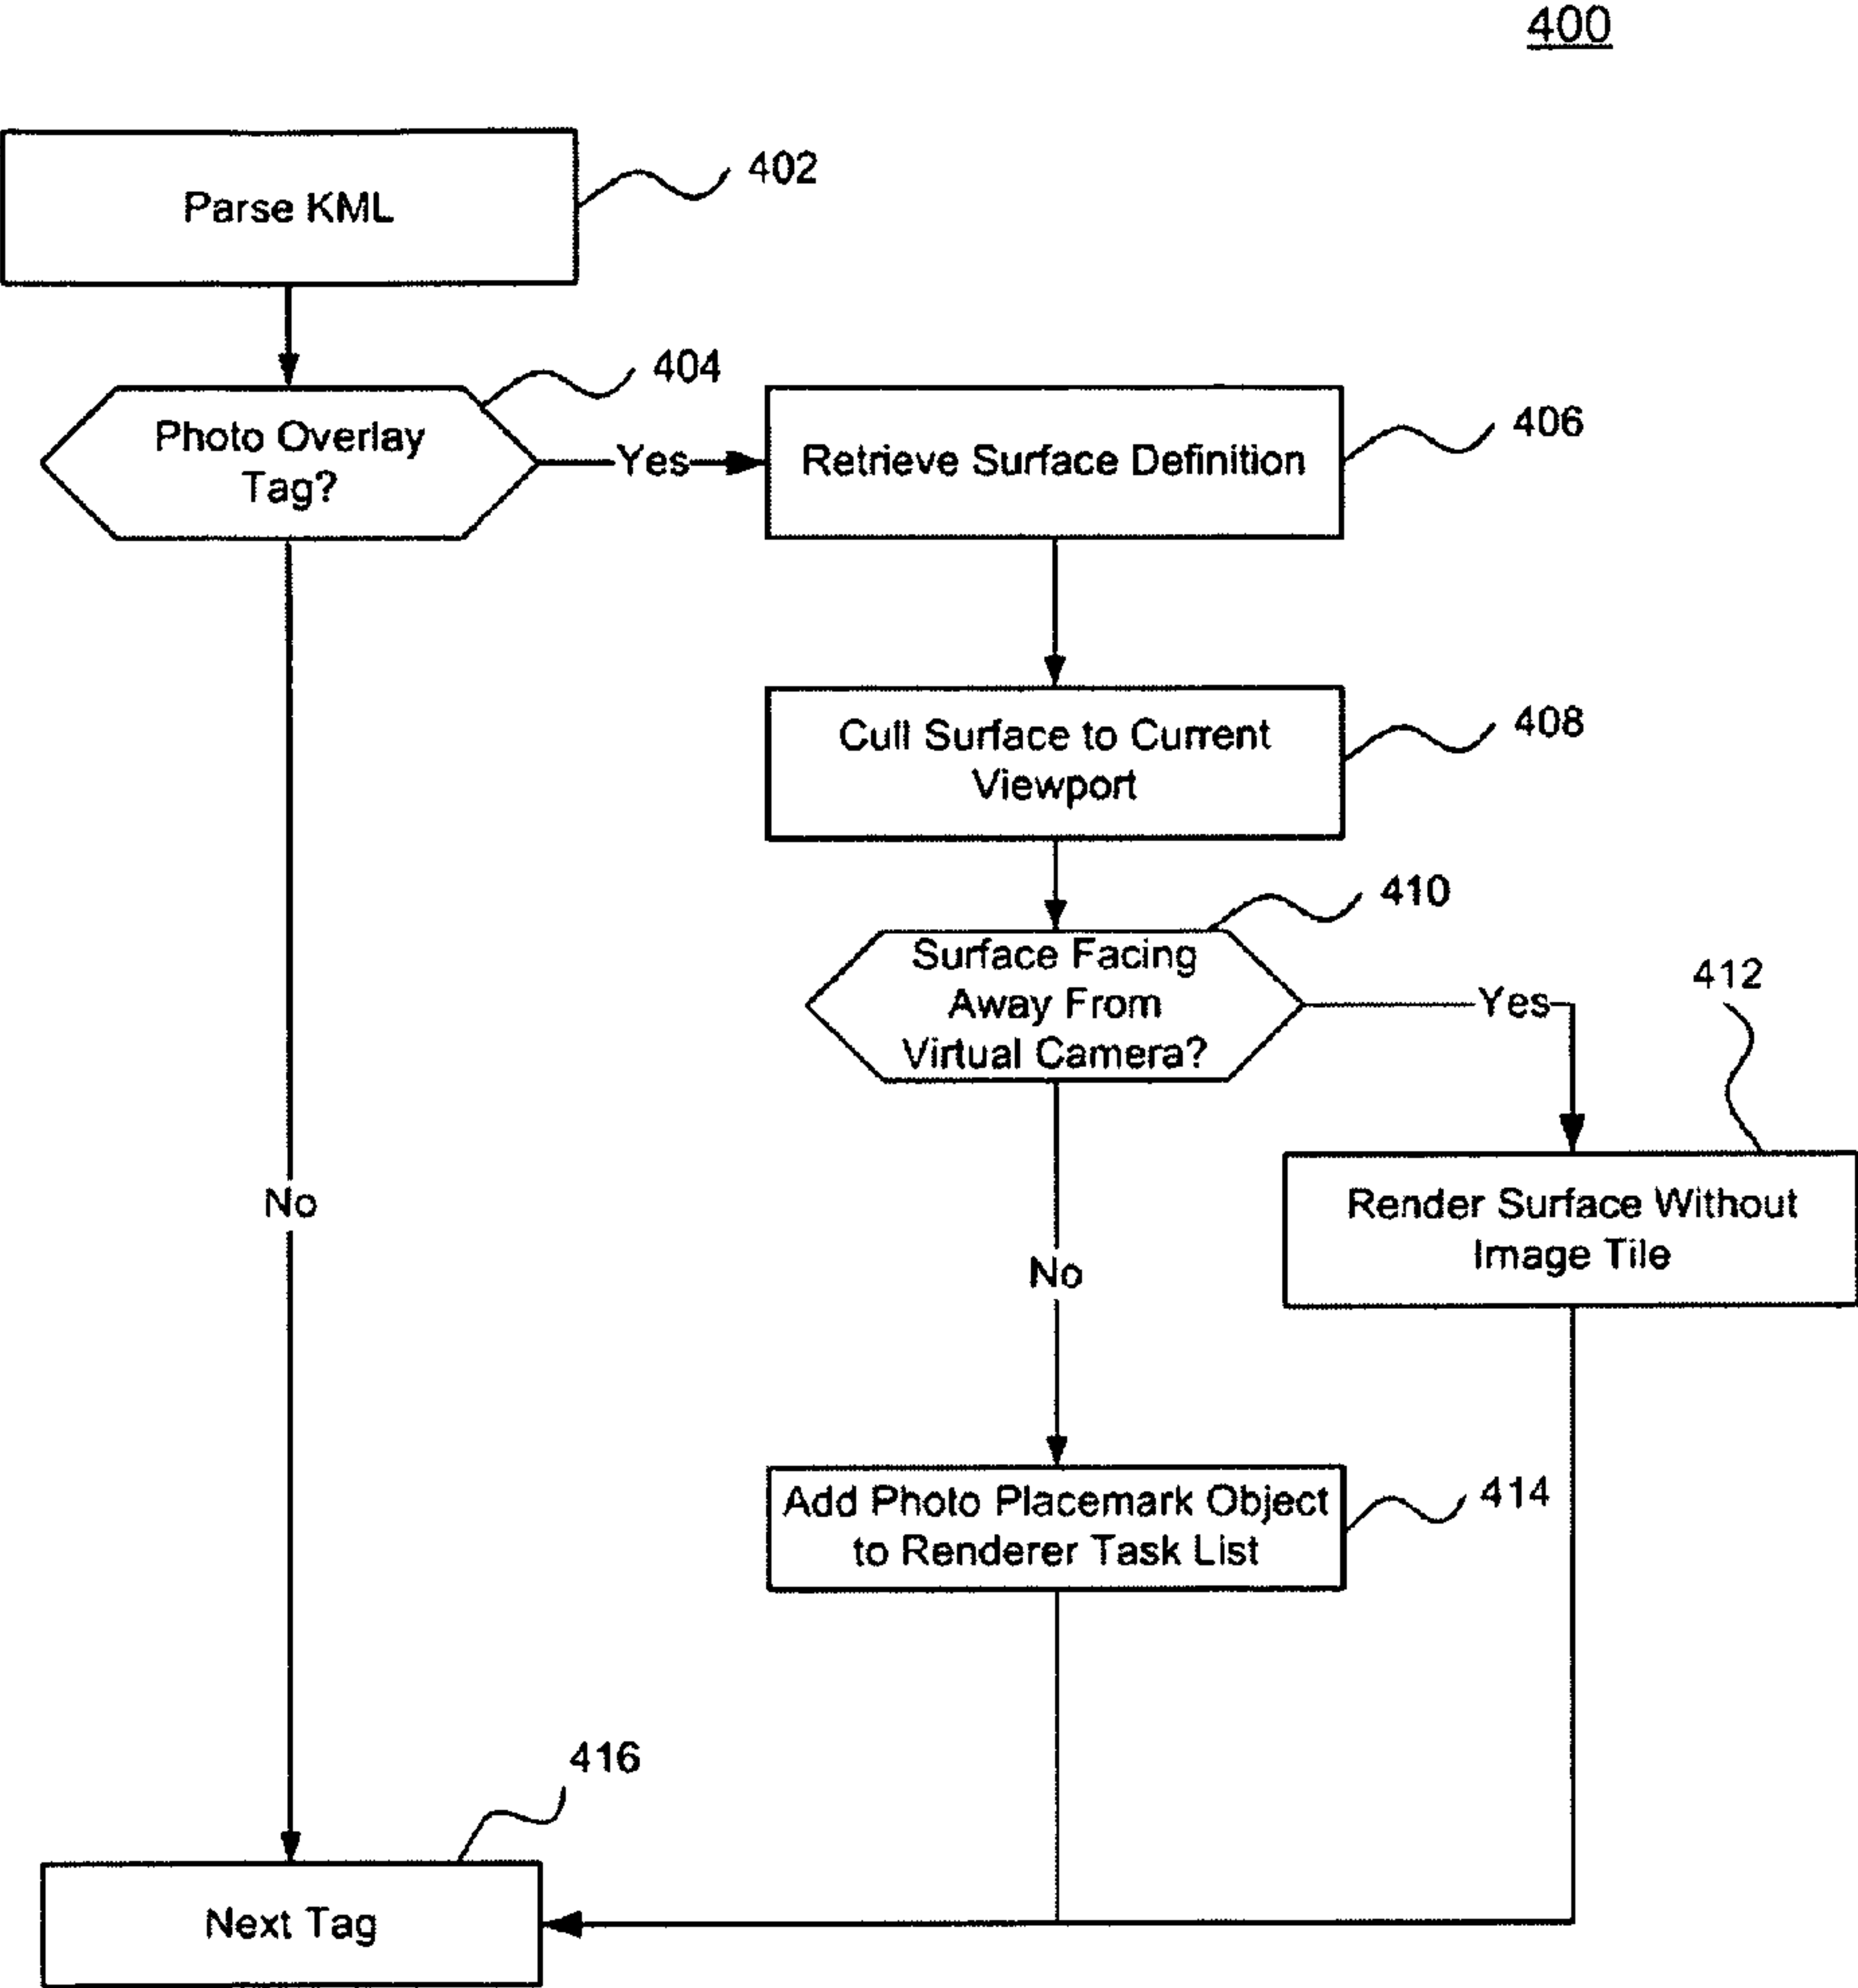 400
Parse KML
402
Photo Overlay
Tag?
404
Yes
Retrieve Surface Definition
406
Cull Surface to Current
Viewport
408
Surface Facing
Away From
Virtual Camera?
410
Yes
412
Render Surface Without
Image Tile
No
No
Add Photo Placemark Object
to Renderer Task List
414
416
Next Tag